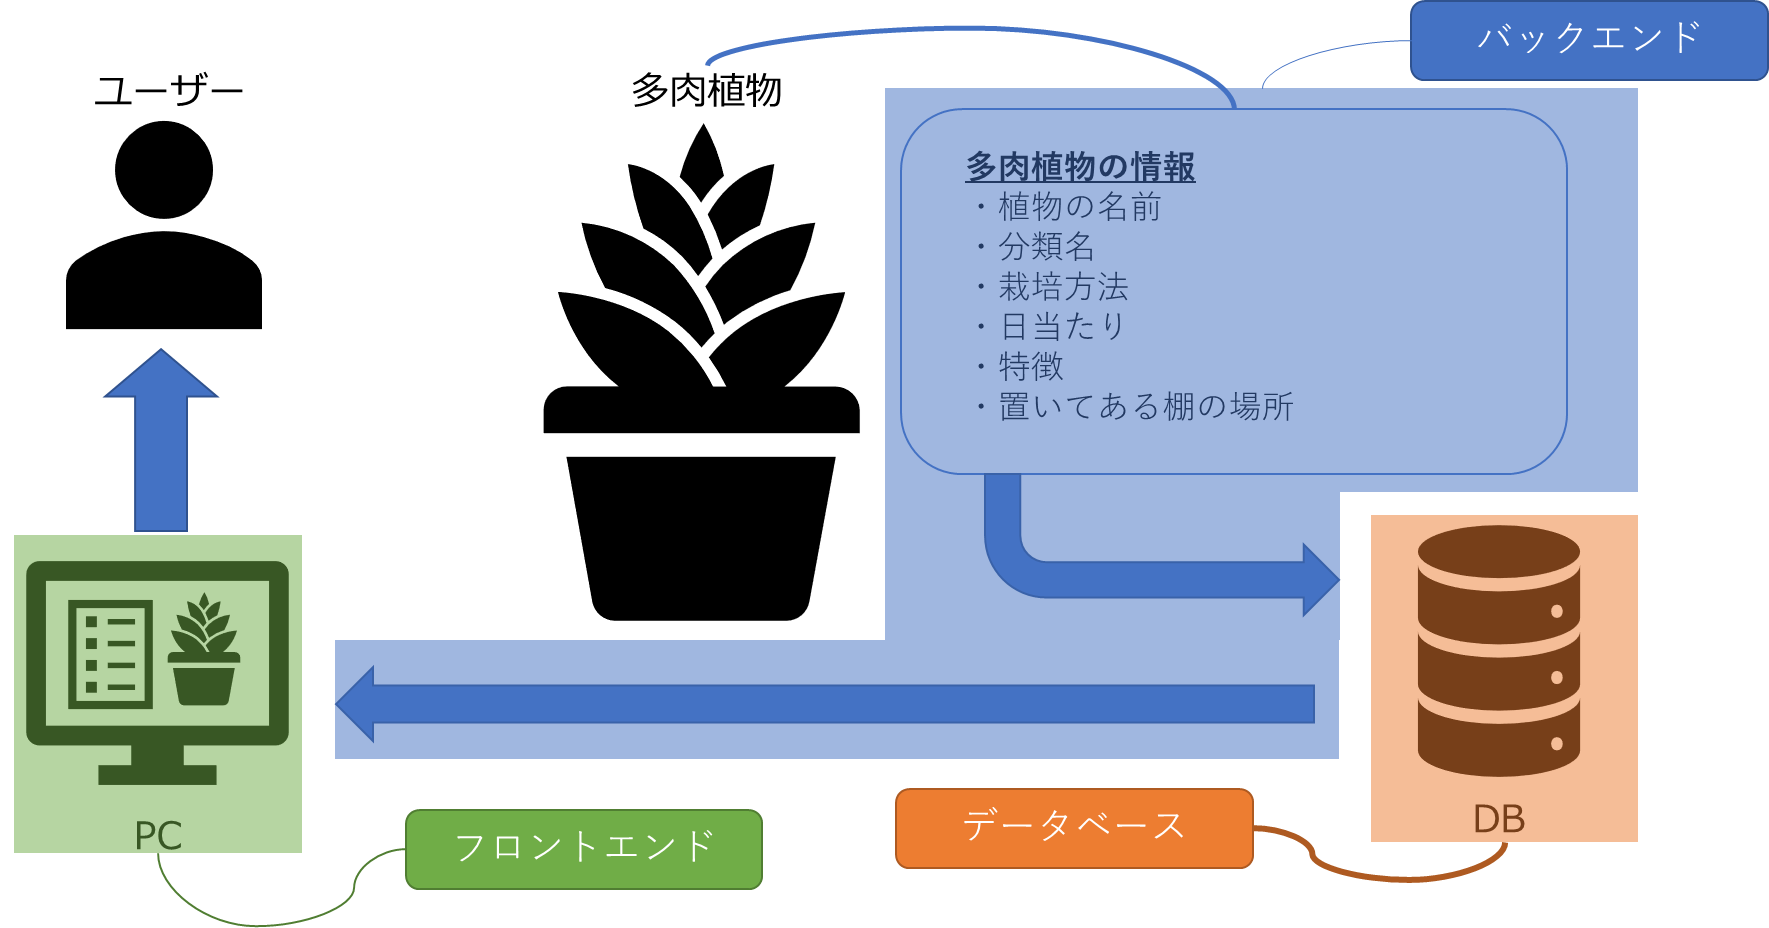 バックエンド
ユーザー
多肉植物
多肉植物の情報
・植物の名前
・分類名
・栽培方法
・日当たり
・特徴
・置いてある棚の場所
PC
DB
フロントエンド
データベース